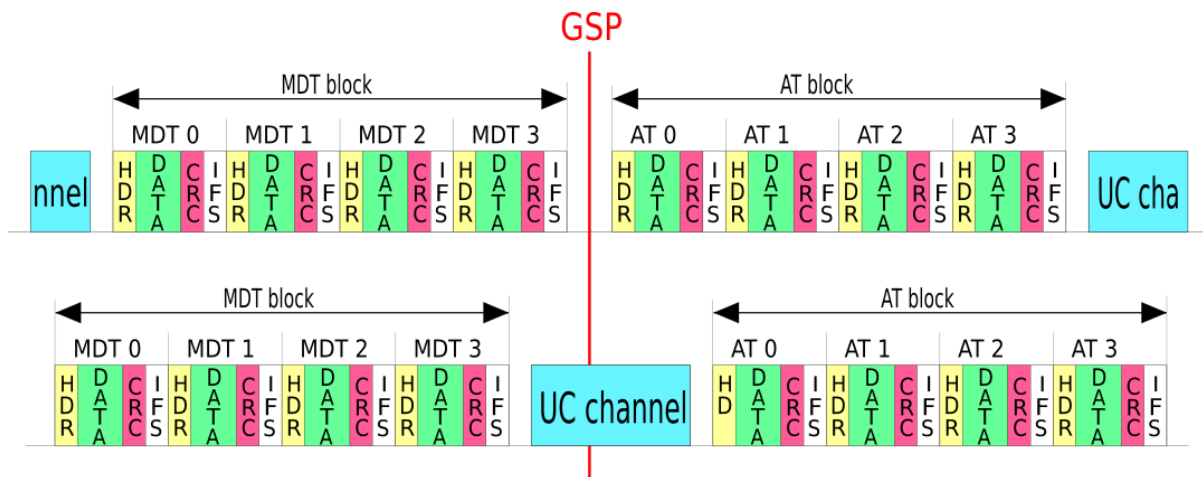 GSP
MDT block
AT block
MDT 0 MDT 1 MDT 2 MDT 3
AT 0 AT 1 AT 2 AT 3
nnel
HDR DATA CRC IFS HDR DATA CRC IFS HDR DATA CRC IFS HDR DATA CRC IFS
HDR DATA CRC IFS HDR DATA CRC IFS HDR DATA CRC IFS HDR DATA CRC IFS
UC cha
MDT block
AT block
MDT 0 MDT 1 MDT 2 MDT 3
AT 0 AT 1 AT 2 AT 3
HDR DATA CRC IFS HDR DATA CRC IFS HDR DATA CRC IFS HDR DATA CRC IFS
UC channel
HD DATA CRC IFS HDR DATA CRC IFS HDR DATA CRC IFS HDR DATA CRC IFS